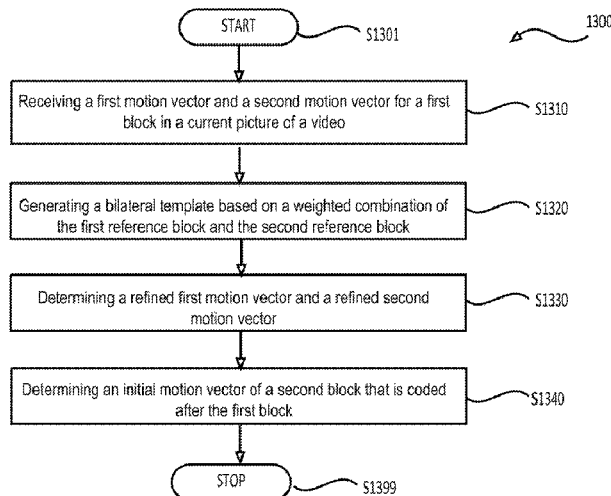 START
S1301
1300
Receiving a first motion vector and a second motion vector for a first
block in a current picture of a video
S1310
Generating a bilateral template based on a weighted combination of
the first reference block and the second reference block
S1320
Determining a refined first motion vector and a refined second
motion vector
S1330
Determining an initial motion vector of a second block that is coded
after the first block
S1340
STOP
S1399